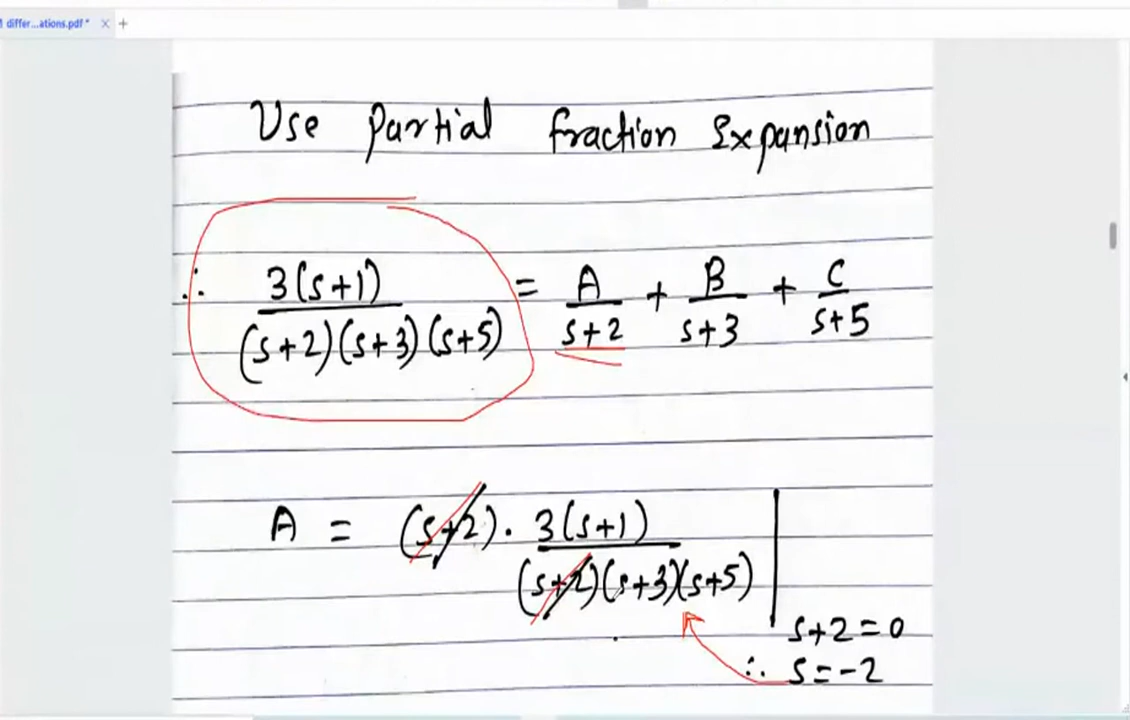 differ...ations.pdf * × +
Use Partial fraction Expansion
∴ 3(s+1) / (s+2)(s+3)(s+5) = A / s+2 + B / s+3 + C / s+5
A = (s+2) · 3(s+1) / (s+2)(s+3)(s+5) |
s+2=0
∴ s=-2